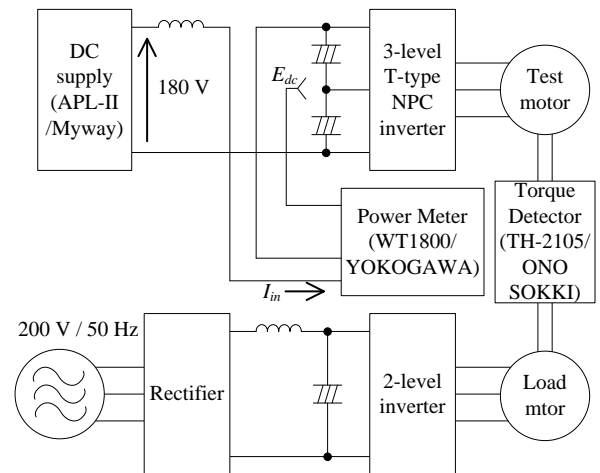 DC
supply
(APL-II
/Myway)
180 V
E_dc
3-level
T-type
NPC
inverter
Test
motor
Power Meter
(WT1800/
YOKOGAWA)
I_in
Torque
Detector
(TH-2105/
ONO
SOKKI)
200 V / 50 Hz
Rectifier
2-level
inverter
Load
mtor